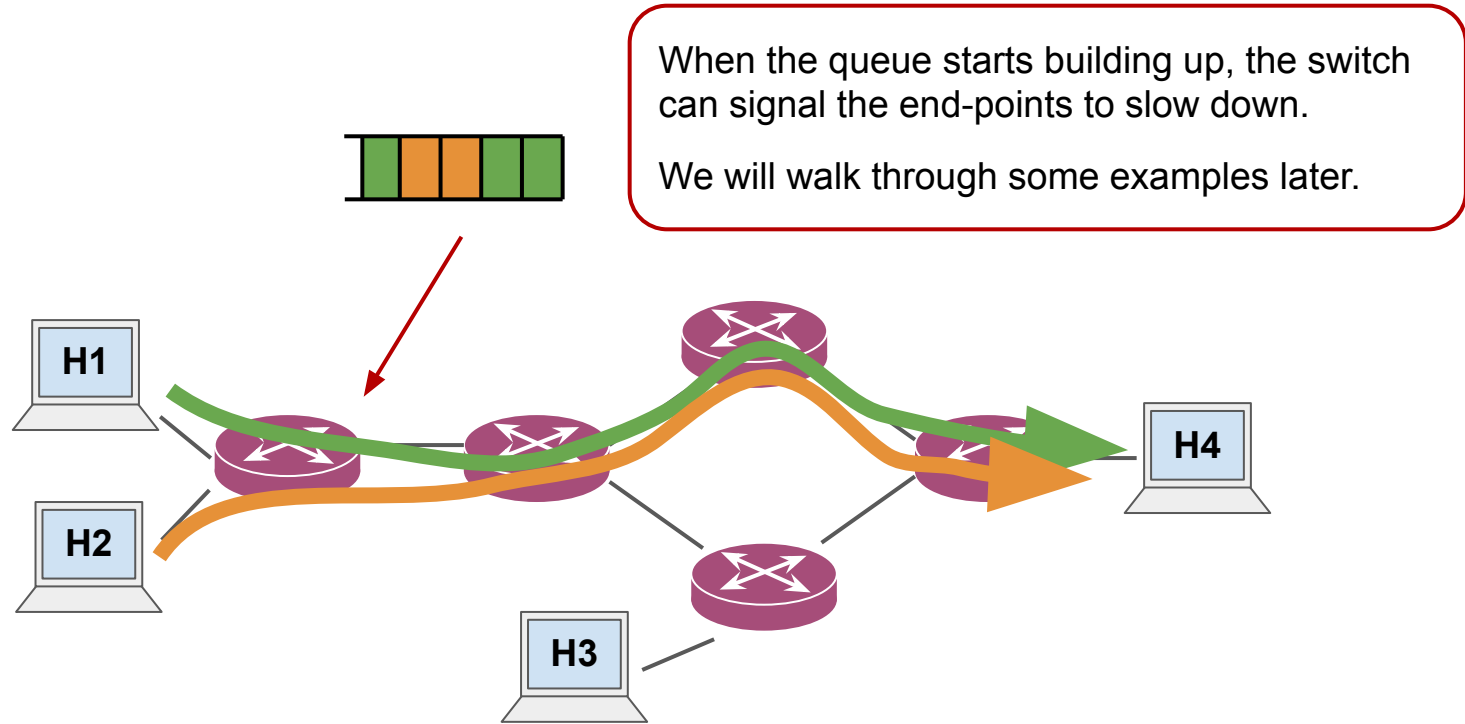 When the queue starts building up, the switch
can signal the end-points to slow down.
We will walk through some examples later.
H1
H2
H3
H4